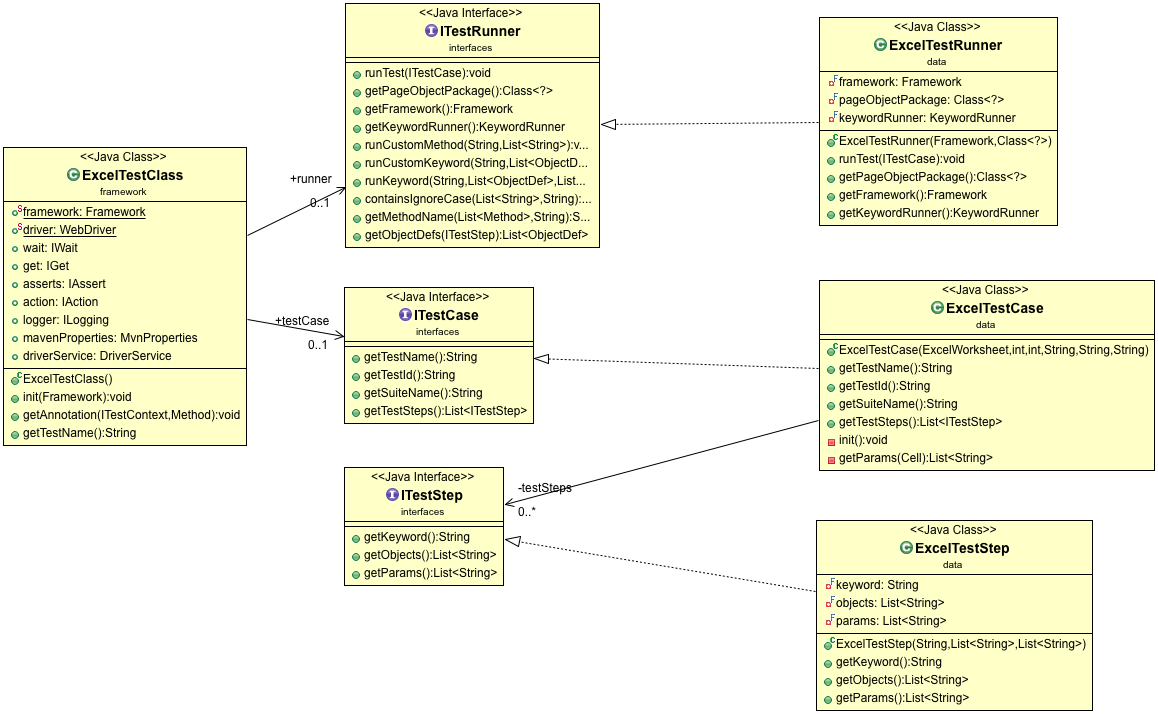 <<Java Interface>>
ITestRunner
interfaces
runTest(ITestCase):void
getPageObjectPackage():Class<?>
getFramework():Framework
getKeywordRunner():KeywordRunner
runCustomMethod(String,List<String>):v...
runCustomKeyword(String,List<ObjectD...
runKeyword(String,List<ObjectDef>,List...
containsIgnoreCase(List<String>,String):...
getMethodName(List<Method>,String):S...
getObjectDefs(ITestStep):List<ObjectDef>
<<Java Class>>
ExcelTestRunner
data
framework: Framework
pageObjectPackage: Class<?>
keywordRunner: KeywordRunner
ExcelTestRunner(Framework,Class<?>)
runTest(ITestCase):void
getPageObjectPackage():Class<?>
getFramework():Framework
getKeywordRunner():KeywordRunner
<<Java Class>>
ExcelTestClass
framework
framework: Framework
driver: WebDriver
wait: IWait
get: IGet
asserts: IAssert
action: IAction
logger: ILogging
mavenProperties: MvnProperties
driverService: DriverService
ExcelTestClass()
init(Framework):void
getAnnotation(ITestContext,Method):void
getTestName():String
+runner
0..1
+testCase
0..1
<<Java Interface>>
ITestCase
interfaces
getTestName():String
getTestId():String
getSuiteName():String
getTestSteps():List<ITestStep>
<<Java Class>>
ExcelTestCase
data
ExcelTestCase(ExcelWorksheet,int,int,String,String,String)
getTestName():String
getTestId():String
getSuiteName():String
getTestSteps():List<ITestStep>
init():void
getParams(Cell):List<String>
-testSteps
0..*
<<Java Interface>>
ITestStep
interfaces
getKeyword():String
getObjects():List<String>
getParams():List<String>
<<Java Class>>
ExcelTestStep
data
keyword: String
objects: List<String>
params: List<String>
ExcelTestStep(String,List<String>,List<String>)
getKeyword():String
getObjects():List<String>
getParams():List<String>